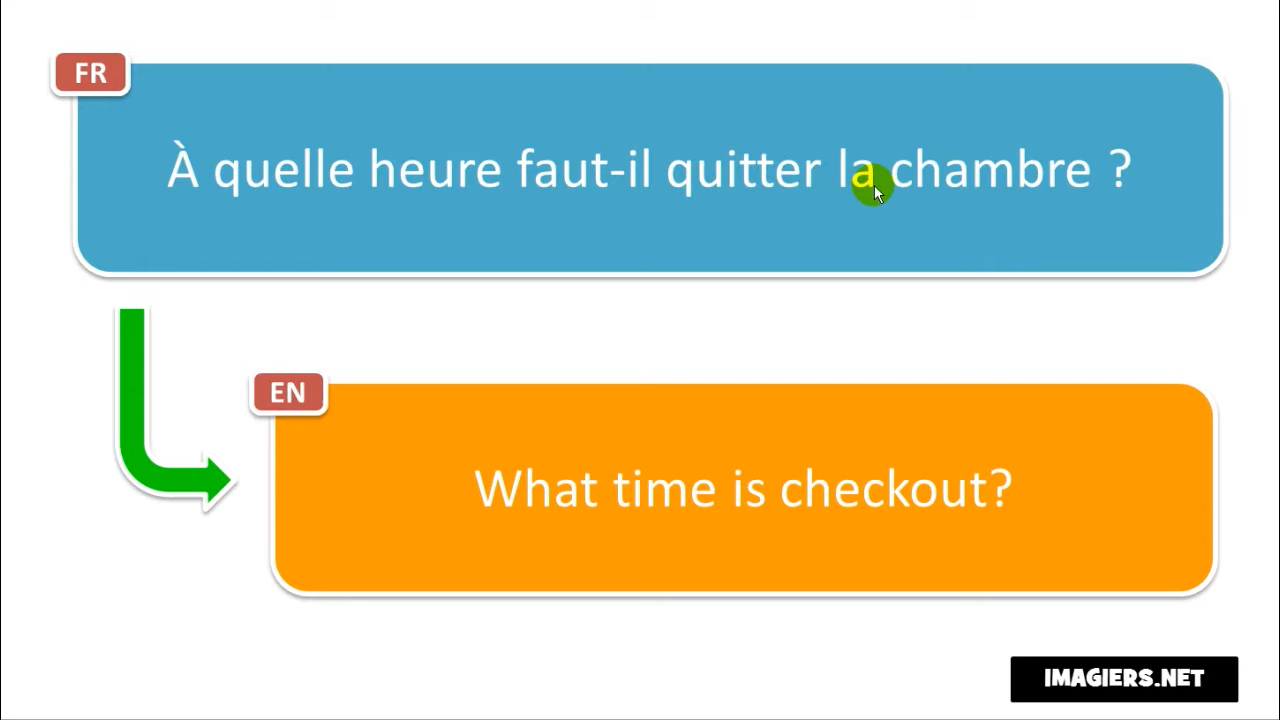 FR
À quelle heure faut-il quitter la chambre ?
EN
What time is checkout?
IMAGIERS.NET